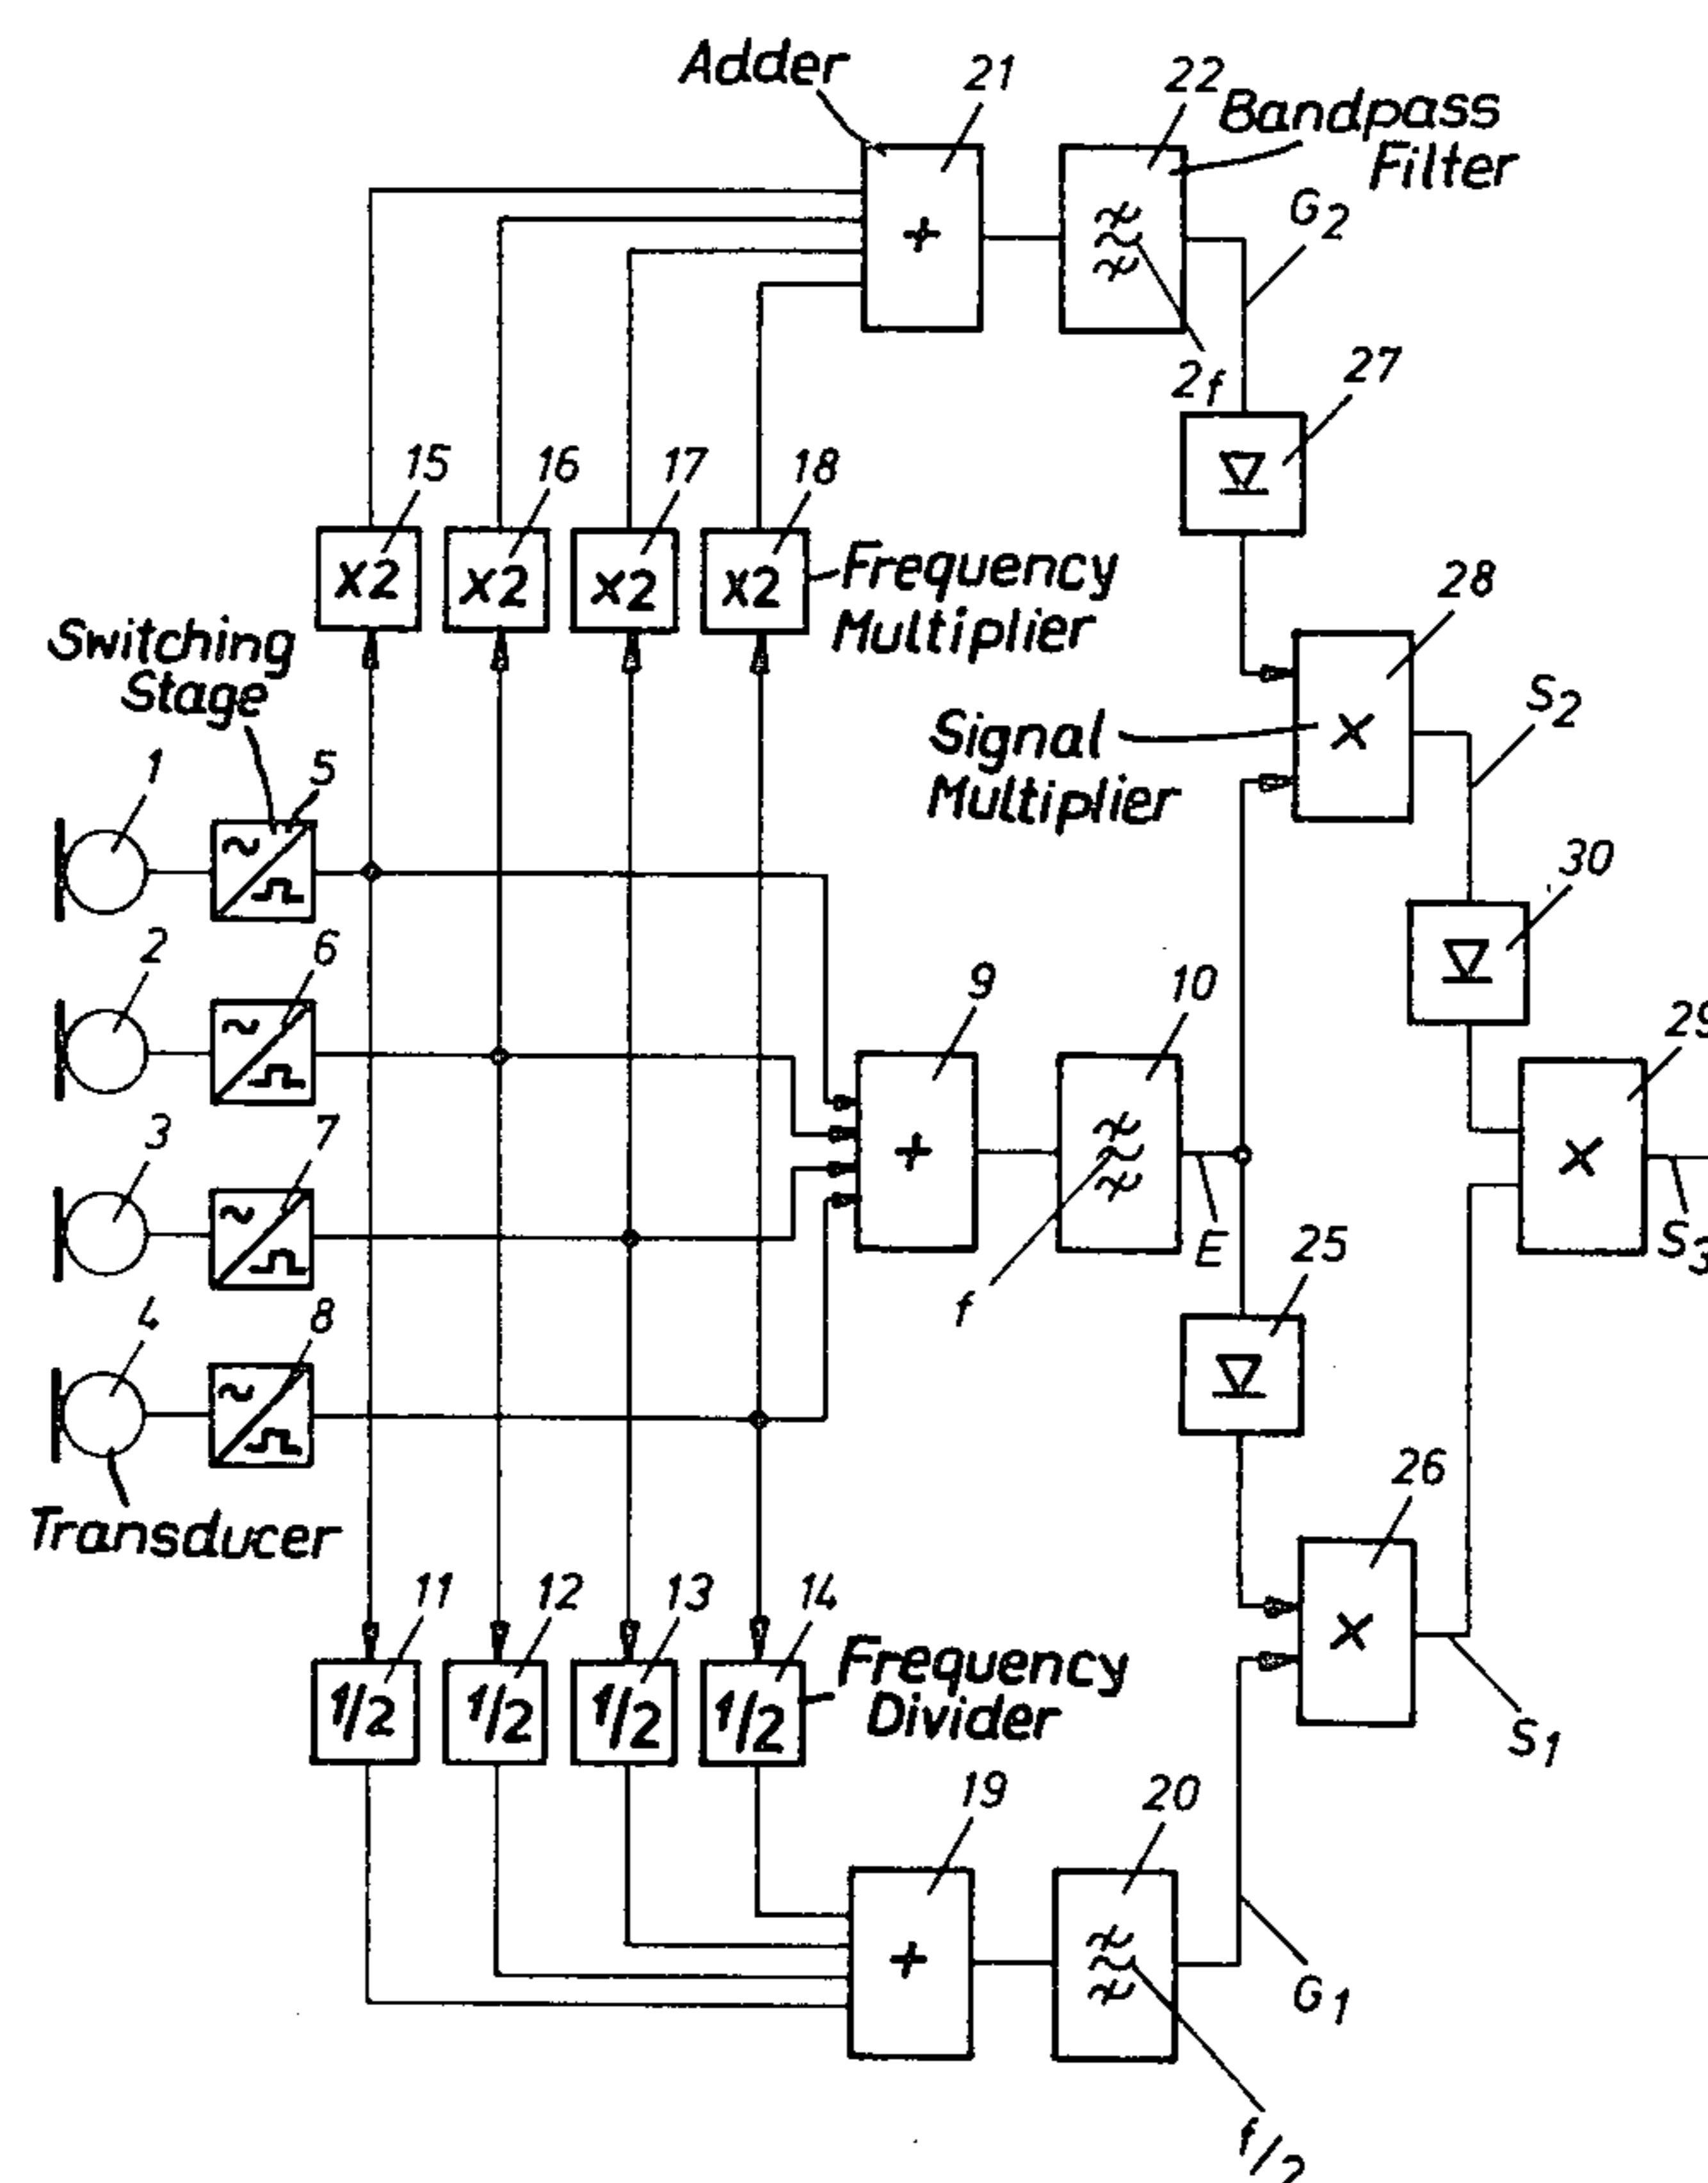 Adder
21
22
Bandpass
Filter
G2
+
2f
27
15
16
17
18
x2
x2
x2
x2
Frequency
Multiplier
28
Switching
Stage
Signal
Multiplier
x
S2
1
5
30
2
6
9
10
29
3
7
+
x
E
S3
f
25
4
8
Transducer
26
11
12
13
14
x
1/2
1/2
1/2
1/2
Frequency
Divider
S1
19
20
+
G1
f/2